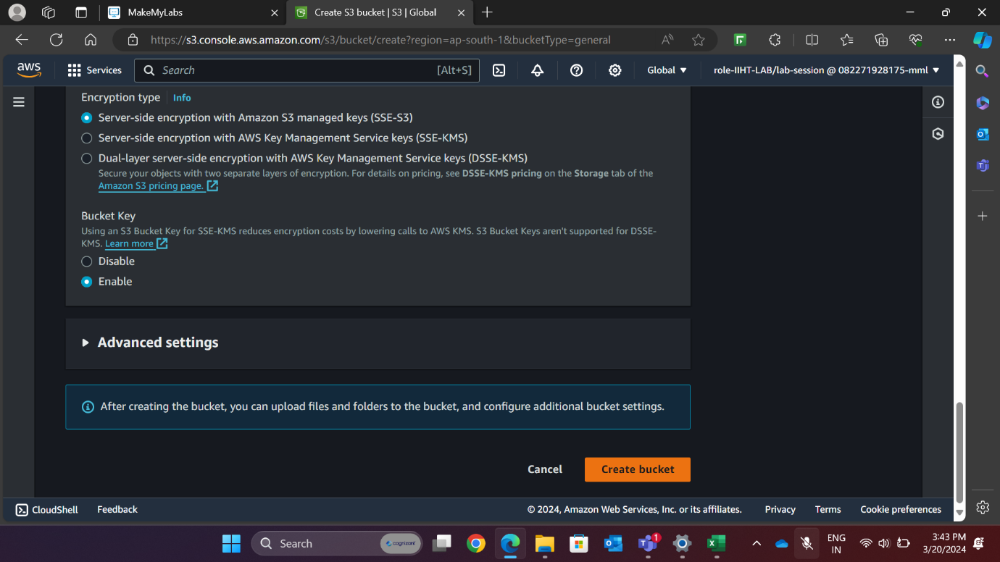 MakeMyLabs
Create S3 bucket | S3 | Global
https://s3.console.aws.amazon.com/s3/bucket/create?region=ap-south-1&bucketType=general
aws
Services
Search
[Alt+S]
Global
role-IIHT-LAB/lab-session @ 082271928175-mml
Encryption type
Info
Server-side encryption with Amazon S3 managed keys (SSE-S3)
Server-side encryption with AWS Key Management Service keys (SSE-KMS)
Dual-layer server-side encryption with AWS Key Management Service keys (DSSE-KMS)
Secure your objects with two separate layers of encryption. For details on pricing, see DSSE-KMS pricing on the Storage tab of the
Amazon S3 pricing page.
Bucket Key
Using an S3 Bucket Key for SSE-KMS reduces encryption costs by lowering calls to AWS KMS. S3 Bucket Keys aren't supported for DSSE-
KMS. Learn more
Disable
Enable
Advanced settings
After creating the bucket, you can upload files and folders to the bucket, and configure additional bucket settings.
Cancel
Create bucket
CloudShell
Feedback
© 2024, Amazon Web Services, Inc. or its affiliates.
Privacy
Terms
Cookie preferences
Search
cognizant
1
ENG
IN
3:43 PM
3/20/2024